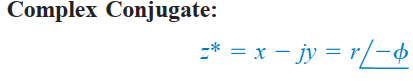 Complex Conjugate:
z* = x − jy = r/−ϕ